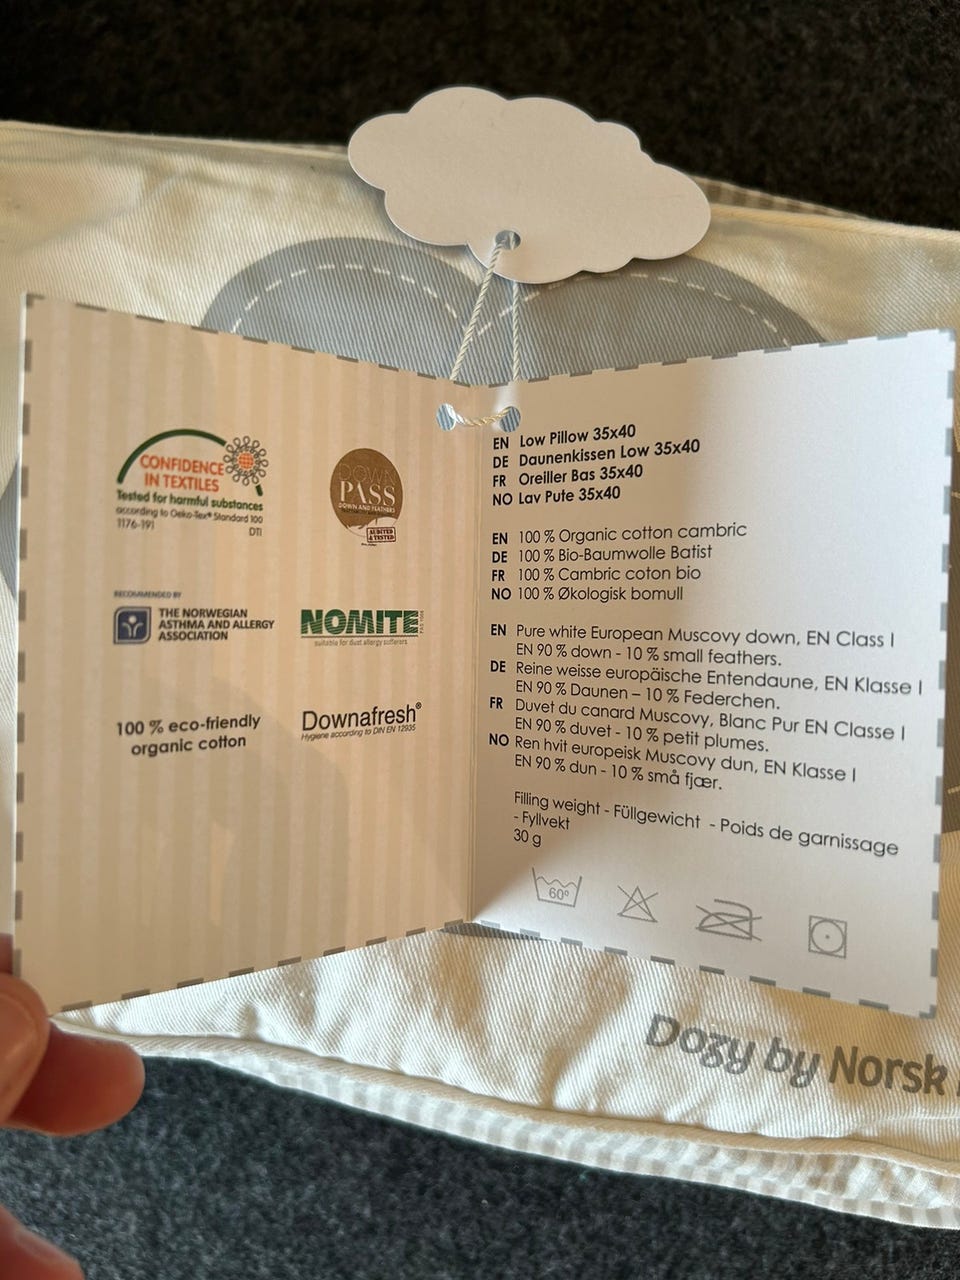 CONFIDENCE
IN TEXTILES
Tested for harmful substances
according to Oeko-Tex® Standard 100
1176-191
DTI
DOWN
PASS
DOWN AND FEATHERS
AUDITED
& TESTED
RECOMMENDED BY
THE NORWEGIAN
ASTHMA AND ALLERGY
ASSOCIATION
NOMITE
suitable for dust allergy sufferers
100 % eco-friendly
organic cotton
Downafresh®
Hygiene according to DIN EN 12935
EN Low Pillow 35x40
DE Daunenkissen Low 35x40
FR Oreiller Bas 35x40
NO Lav Pute 35x40
EN 100 % Organic cotton cambric
DE 100 % Bio-Baumwolle Batist
FR 100 % Cambric coton bio
NO 100 % Økologisk bomull
EN Pure white European Muscovy down, EN Class I
EN 90 % down - 10 % small feathers.
DE Reine weisse europäische Entendaune, EN Klasse I
EN 90 % Daunen – 10 % Federchen.
FR Duvet du canard Muscovy, Blanc Pur EN Classe I
EN 90 % duvet - 10 % petit plumes.
NO Ren hvit europeisk Muscovy dun, EN Klasse I
EN 90 % dun - 10 % små fjær.
Filling weight - Füllgewicht - Poids de garnissage
- Fyllvekt
30 g
60°
Dozy by Norsk